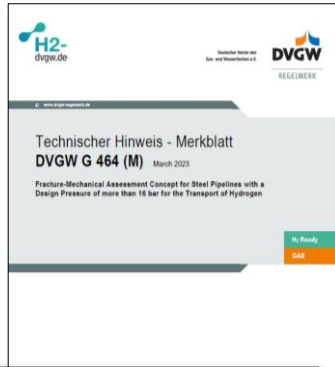 H2-
dvgw.de
Deutscher Verein des
Gas- und Wasserfaches e.V.
DVGW
REGELWERK
© www.dvgw-regelwerk.de
Technischer Hinweis - Merkblatt
DVGW G 464 (M) March 2023
Fracture-Mechanical Assessment Concept for Steel Pipelines with a
Design Pressure of more than 16 bar for the Transport of Hydrogen
H₂ Ready
GAS